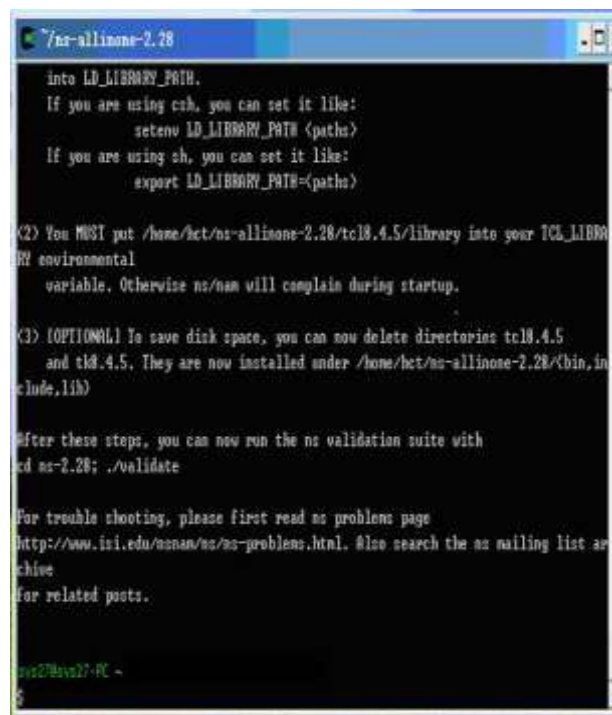 ~/ns-allinone-2.28
into LD_LIBRARY_PATH.
If you are using csh, you can set it like:
setenv LD_LIBRARY_PATH <paths>
If you are using sh, you can set it like:
export LD_LIBRARY_PATH=<paths>
(2) You MUST put /home/hct/ns-allinone-2.28/tcl8.4.5/library into your TCL_LIBRA
RY environmental
variable. Otherwise ns/nam will complain during startup.
(3) [OPTIONAL] To save disk space, you can now delete directories tcl8.4.5
and tk8.4.5. They are now installed under /home/hct/ns-allinone-2.28/{bin,in
clude,lib}
After these steps, you can now run the ns validation suite with
cd ns-2.28; ./validate
For trouble shooting, please first read ns problems page
http://www.isi.edu/nsnam/ns/ns-problems.html. Also search the ns mailing list ar
chive
for related posts.
sys27@sys27-PC ~
$